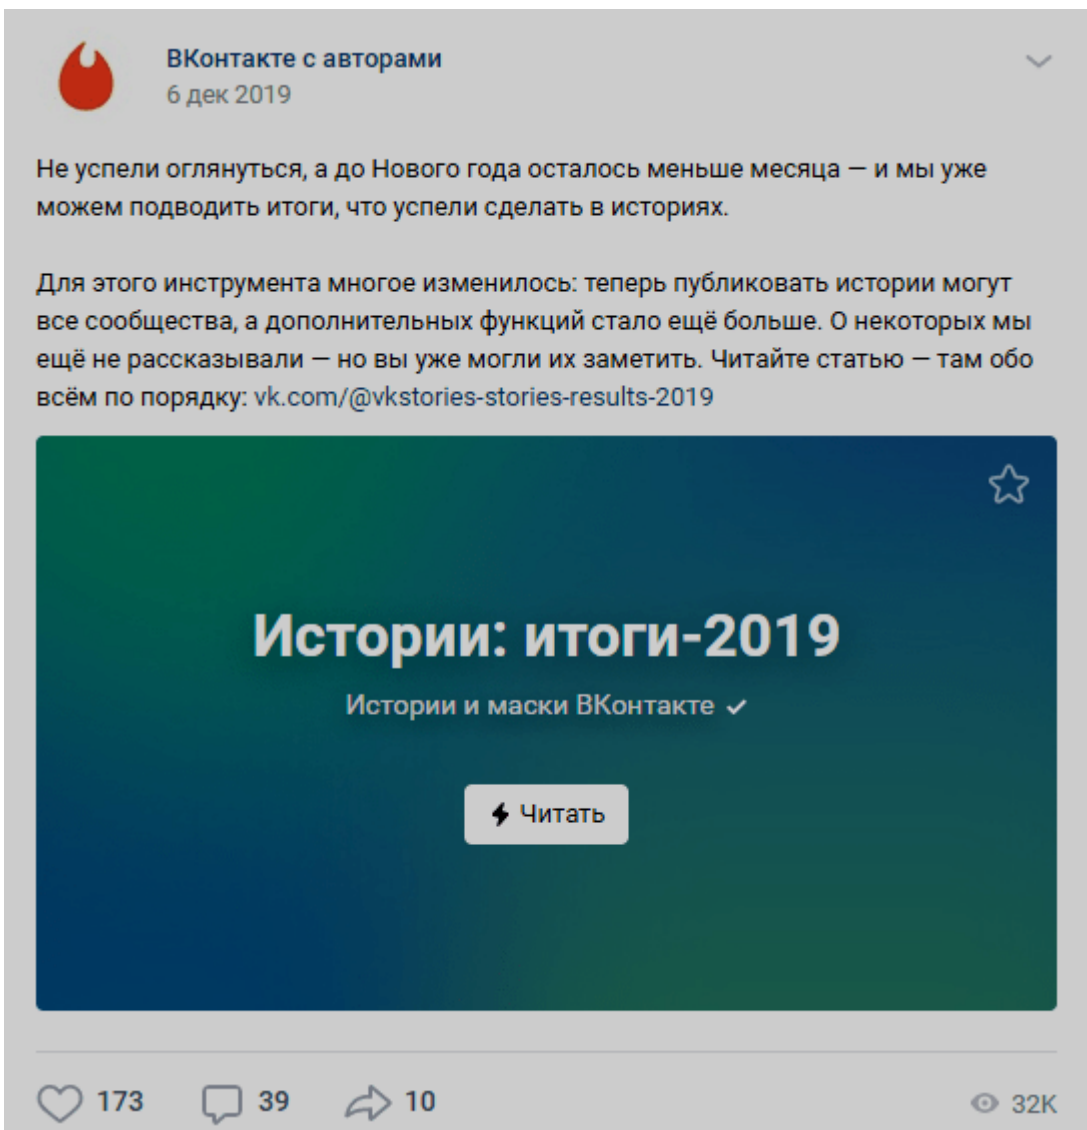 ВКонтакте с авторами
6 дек 2019
Не успели оглянуться, а до Нового года осталось меньше месяца — и мы уже
можем подводить итоги, что успели сделать в историях.
Для этого инструмента многое изменилось: теперь публиковать истории могут
все сообщества, а дополнительных функций стало ещё больше. О некоторых мы
ещё не рассказывали — но вы уже могли их заметить. Читайте статью — там обо
всём по порядку: vk.com/@vkstories-stories-results-2019
Истории: итоги-2019
Истории и маски ВКонтакте
Читать
173 39 10 32K